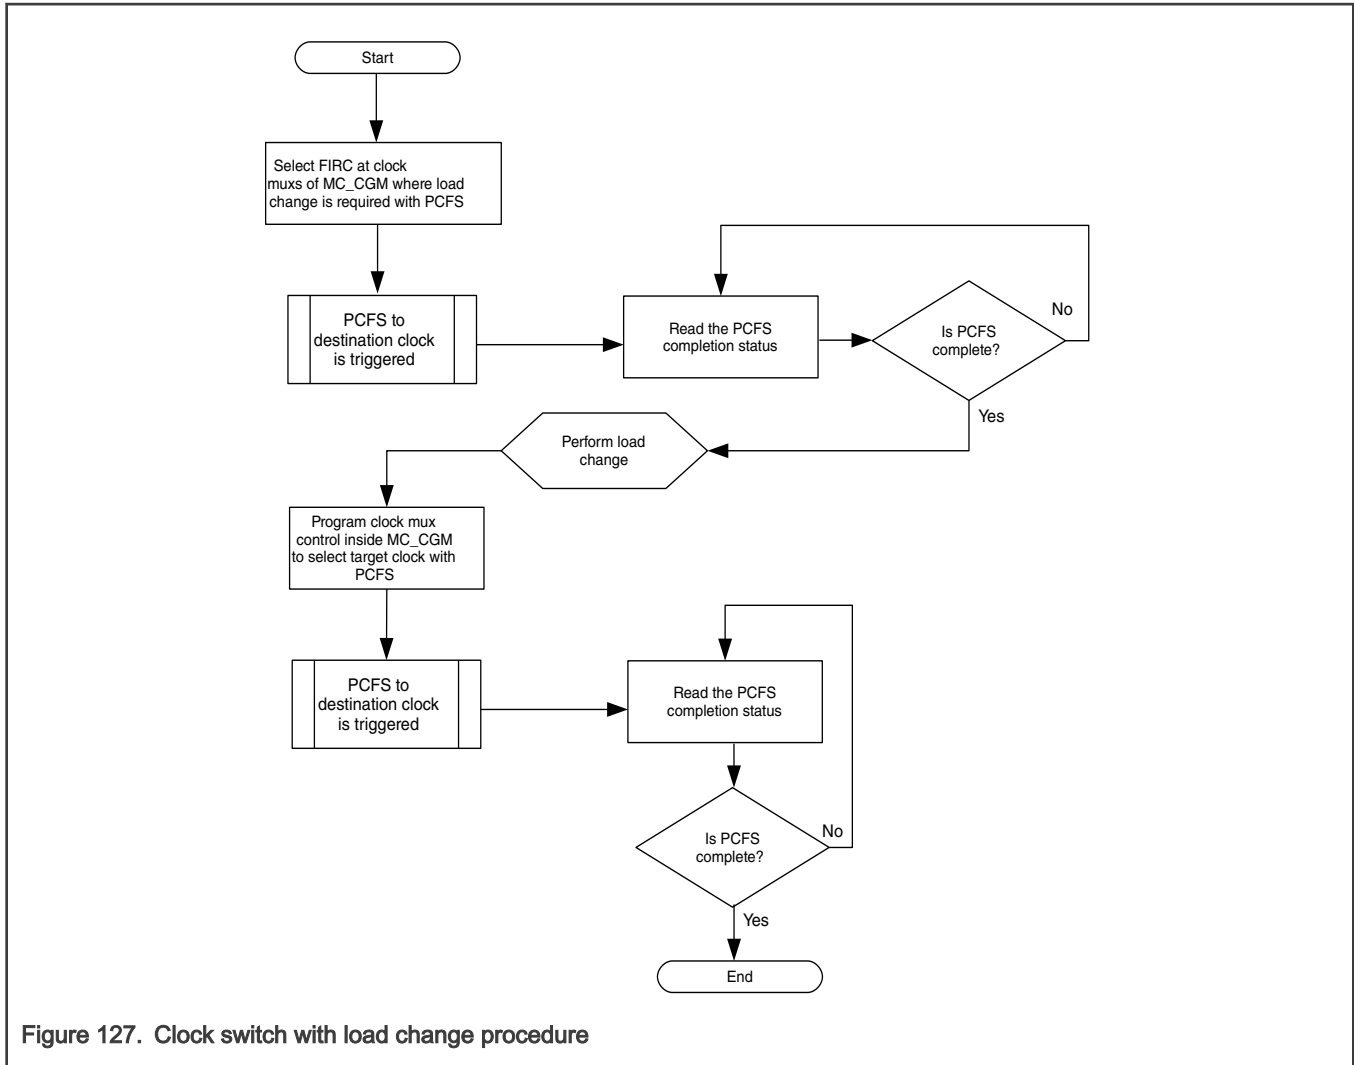 Start
Select FIRC at clock
muxs of MC_CGM where load
change is required with PCFS
PCFS to
destination clock
is triggered
Read the PCFS
completion status
Is PCFS
complete?
No
Yes
Perform load
change
Program clock mux
control inside MC_CGM
to select target clock with
PCFS
PCFS to
destination clock
is triggered
Read the PCFS
completion status
Is PCFS
complete?
No
Yes
End
Figure 127. Clock switch with load change procedure